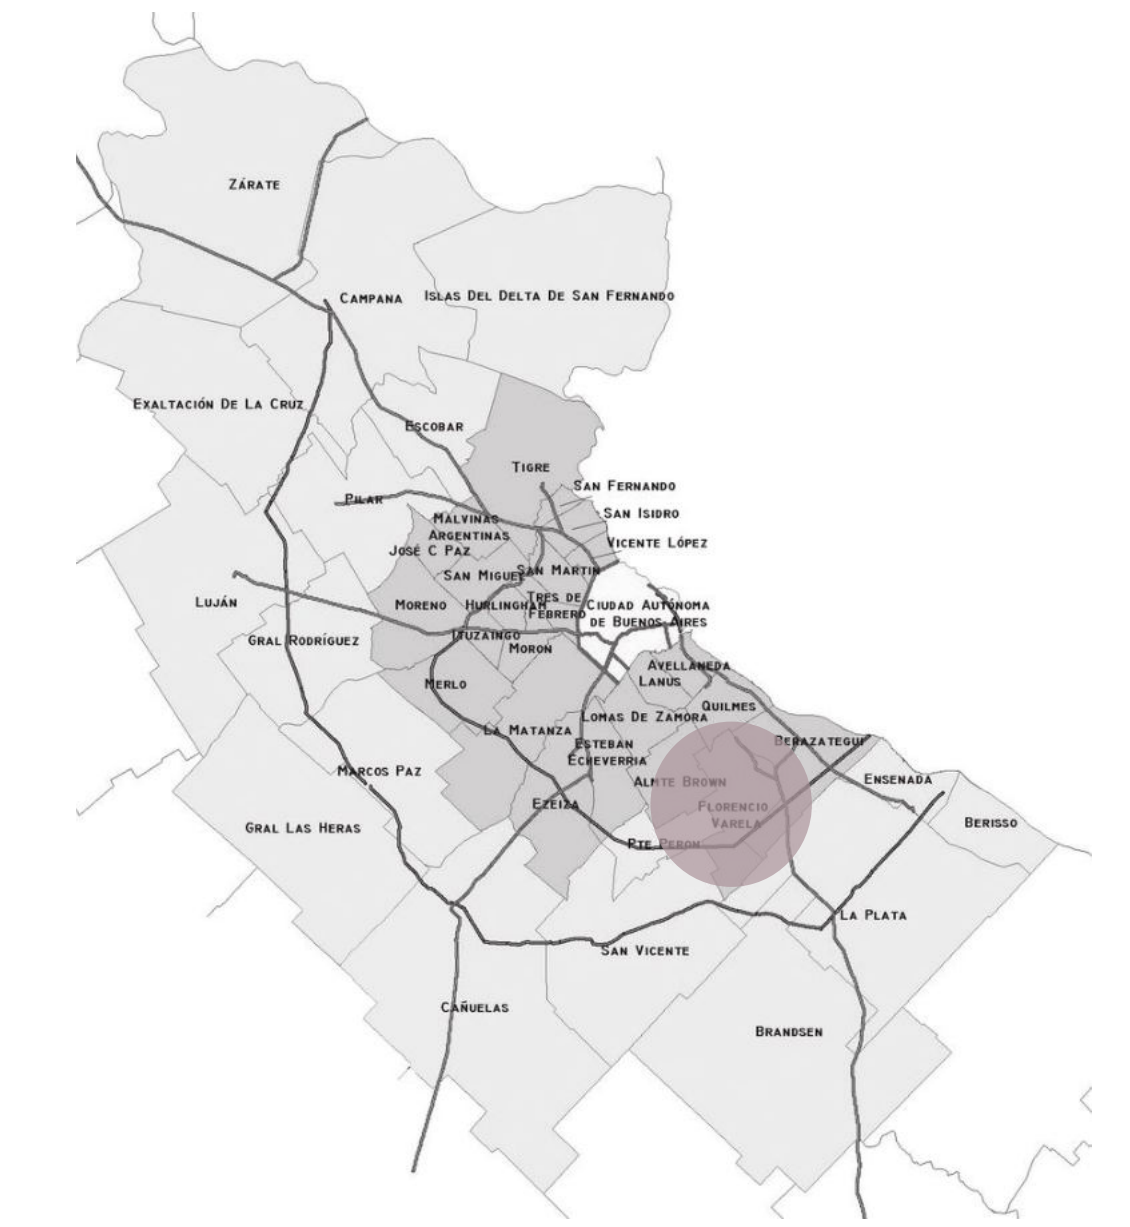 ZÁRATE
CAMPANA
ISLAS DEL DELTA DE SAN FERNANDO
EXALTACIÓN DE LA CRUZ
ESCOBAR
TIGRE
SAN FERNANDO
PILAR
SAN ISIDRO
MALVINAS
ARGENTINAS
VICENTE LÓPEZ
JOSÉ C PAZ
SAN MIGUEL
SAN MARTIN
LUJÁN
MORENO
HURLINGHAM
TRES DE
FEBRERO
CIUDAD AUTÓNOMA
DE BUENOS AIRES
GRAL RODRÍGUEZ
ITUZAINGO
MORON
AVELLANEDA
LANUS
MERLO
QUILMES
LOMAS DE ZAMORA
LA MATANZA
ESTEBAN
ECHEVERRIA
BERAZATEGUI
MARCOS PAZ
ALMTE BROWN
ENSENADA
EZEIZA
FLORENCIO
VARELA
BERISSO
GRAL LAS HERAS
PTE PERON
LA PLATA
SAN VICENTE
CAÑUELAS
BRANDSEN